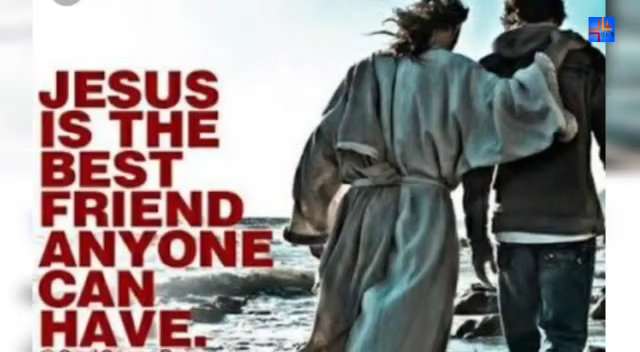 JESUS
IS THE
BEST
FRIEND
ANYONE
CAN
HAVE.